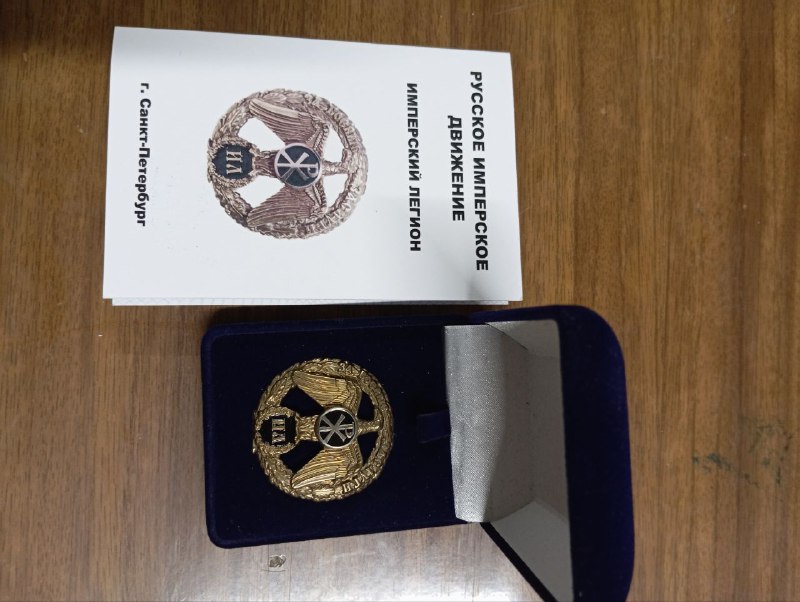 РУССКОЕ ИМПЕРСКОЕ
ДВИЖЕНИЕ
ИМПЕРСКИЙ ЛЕГИОН
ИЛ
г. Санкт-Петербург
ИЛ